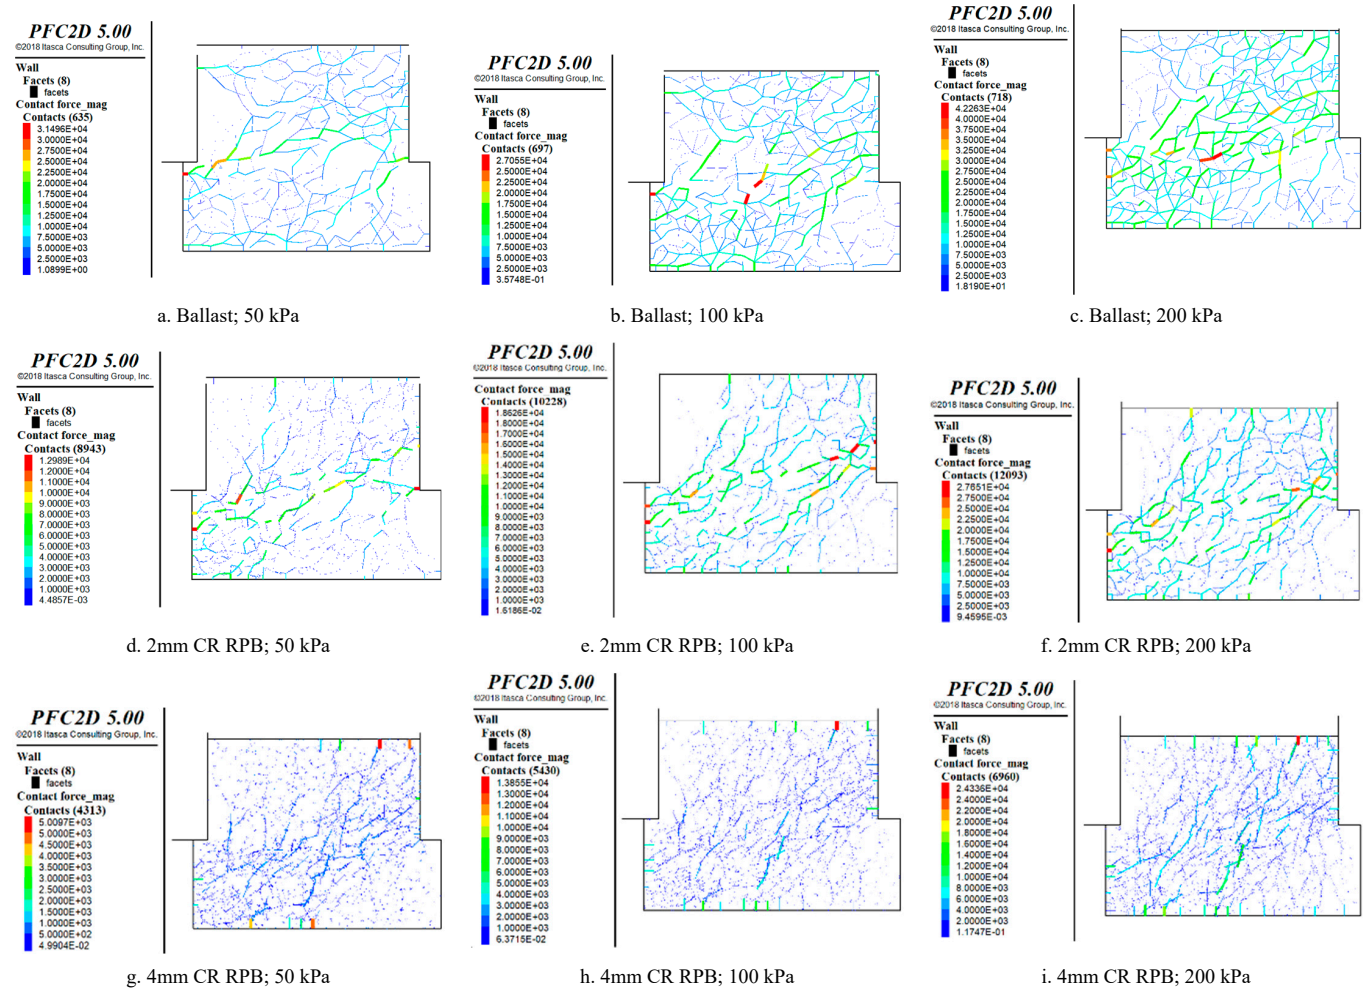 PFC2D 5.00
©2018 Itasca Consulting Group, Inc.
Wall
Facets (8)
facets
Contact force_mag
Contacts (635)
3.1496E+04
3.0000E+04
2.7500E+04
2.5000E+04
2.2500E+04
2.0000E+04
1.7500E+04
1.5000E+04
1.2500E+04
1.0000E+04
7.5000E+03
5.0000E+03
2.5000E+03
1.0899E+00
a. Ballast; 50 kPa
PFC2D 5.00
©2018 Itasca Consulting Group, Inc.
Wall
Facets (8)
facets
Contact force_mag
Contacts (697)
2.7055E+04
2.5000E+04
2.2500E+04
2.0000E+04
1.7500E+04
1.5000E+04
1.2500E+04
1.0000E+04
7.5000E+03
5.0000E+03
2.5000E+03
3.5748E-01
b. Ballast; 100 kPa
PFC2D 5.00
©2018 Itasca Consulting Group, Inc.
Wall
Facets (8)
facets
Contact force_mag
Contacts (718)
4.2263E+04
4.0000E+04
3.7500E+04
3.5000E+04
3.2500E+04
3.0000E+04
2.7500E+04
2.5000E+04
2.2500E+04
2.0000E+04
1.7500E+04
1.5000E+04
1.2500E+04
1.0000E+04
7.5000E+03
5.0000E+03
2.5000E+03
1.8190E+01
c. Ballast; 200 kPa
PFC2D 5.00
©2018 Itasca Consulting Group, Inc.
Wall
Facets (8)
facets
Contact force_mag
Contacts (8943)
1.2989E+04
1.2000E+04
1.1000E+04
1.0000E+04
9.0000E+03
8.0000E+03
7.0000E+03
6.0000E+03
5.0000E+03
4.0000E+03
3.0000E+03
2.0000E+03
1.0000E+03
4.4857E-03
d. 2mm CR RPB; 50 kPa
PFC2D 5.00
©2018 Itasca Consulting Group, Inc.
Contact force_mag
Contacts (10228)
1.8626E+04
1.8000E+04
1.7000E+04
1.6000E+04
1.5000E+04
1.4000E+04
1.3000E+04
1.2000E+04
1.1000E+04
1.0000E+04
9.0000E+03
8.0000E+03
7.0000E+03
6.0000E+03
5.0000E+03
4.0000E+03
3.0000E+03
2.0000E+03
1.0000E+03
1.6186E-02
e. 2mm CR RPB; 100 kPa
PFC2D 5.00
©2018 Itasca Consulting Group, Inc.
Wall
Facets (8)
facets
Contact force_mag
Contacts (12093)
2.7651E+04
2.7500E+04
2.5000E+04
2.2500E+04
2.0000E+04
1.7500E+04
1.5000E+04
1.2500E+04
1.0000E+04
7.5000E+03
5.0000E+03
2.5000E+03
9.4595E-03
f. 2mm CR RPB; 200 kPa
PFC2D 5.00
©2018 Itasca Consulting Group, Inc.
Wall
Facets (8)
facets
Contact force_mag
Contacts (4313)
5.0097E+03
5.0000E+03
4.5000E+03
4.0000E+03
3.5000E+03
3.0000E+03
2.5000E+03
2.0000E+03
1.5000E+03
1.0000E+03
5.0000E+02
4.9904E-02
g. 4mm CR RPB; 50 kPa
PFC2D 5.00
©2018 Itasca Consulting Group, Inc.
Wall
Facets (8)
facets
Contact force_mag
Contacts (5430)
1.3855E+04
1.3000E+04
1.2000E+04
1.1000E+04
1.0000E+04
9.0000E+03
8.0000E+03
7.0000E+03
6.0000E+03
5.0000E+03
4.0000E+03
3.0000E+03
2.0000E+03
1.0000E+03
6.3715E-02
h. 4mm CR RPB; 100 kPa
PFC2D 5.00
©2018 Itasca Consulting Group, Inc.
Wall
Facets (8)
facets
Contact force_mag
Contacts (6960)
2.4336E+04
2.4000E+04
2.2000E+04
2.0000E+04
1.8000E+04
1.6000E+04
1.4000E+04
1.2000E+04
1.0000E+04
8.0000E+03
6.0000E+03
4.0000E+03
2.0000E+03
1.1747E-01
i. 4mm CR RPB; 200 kPa